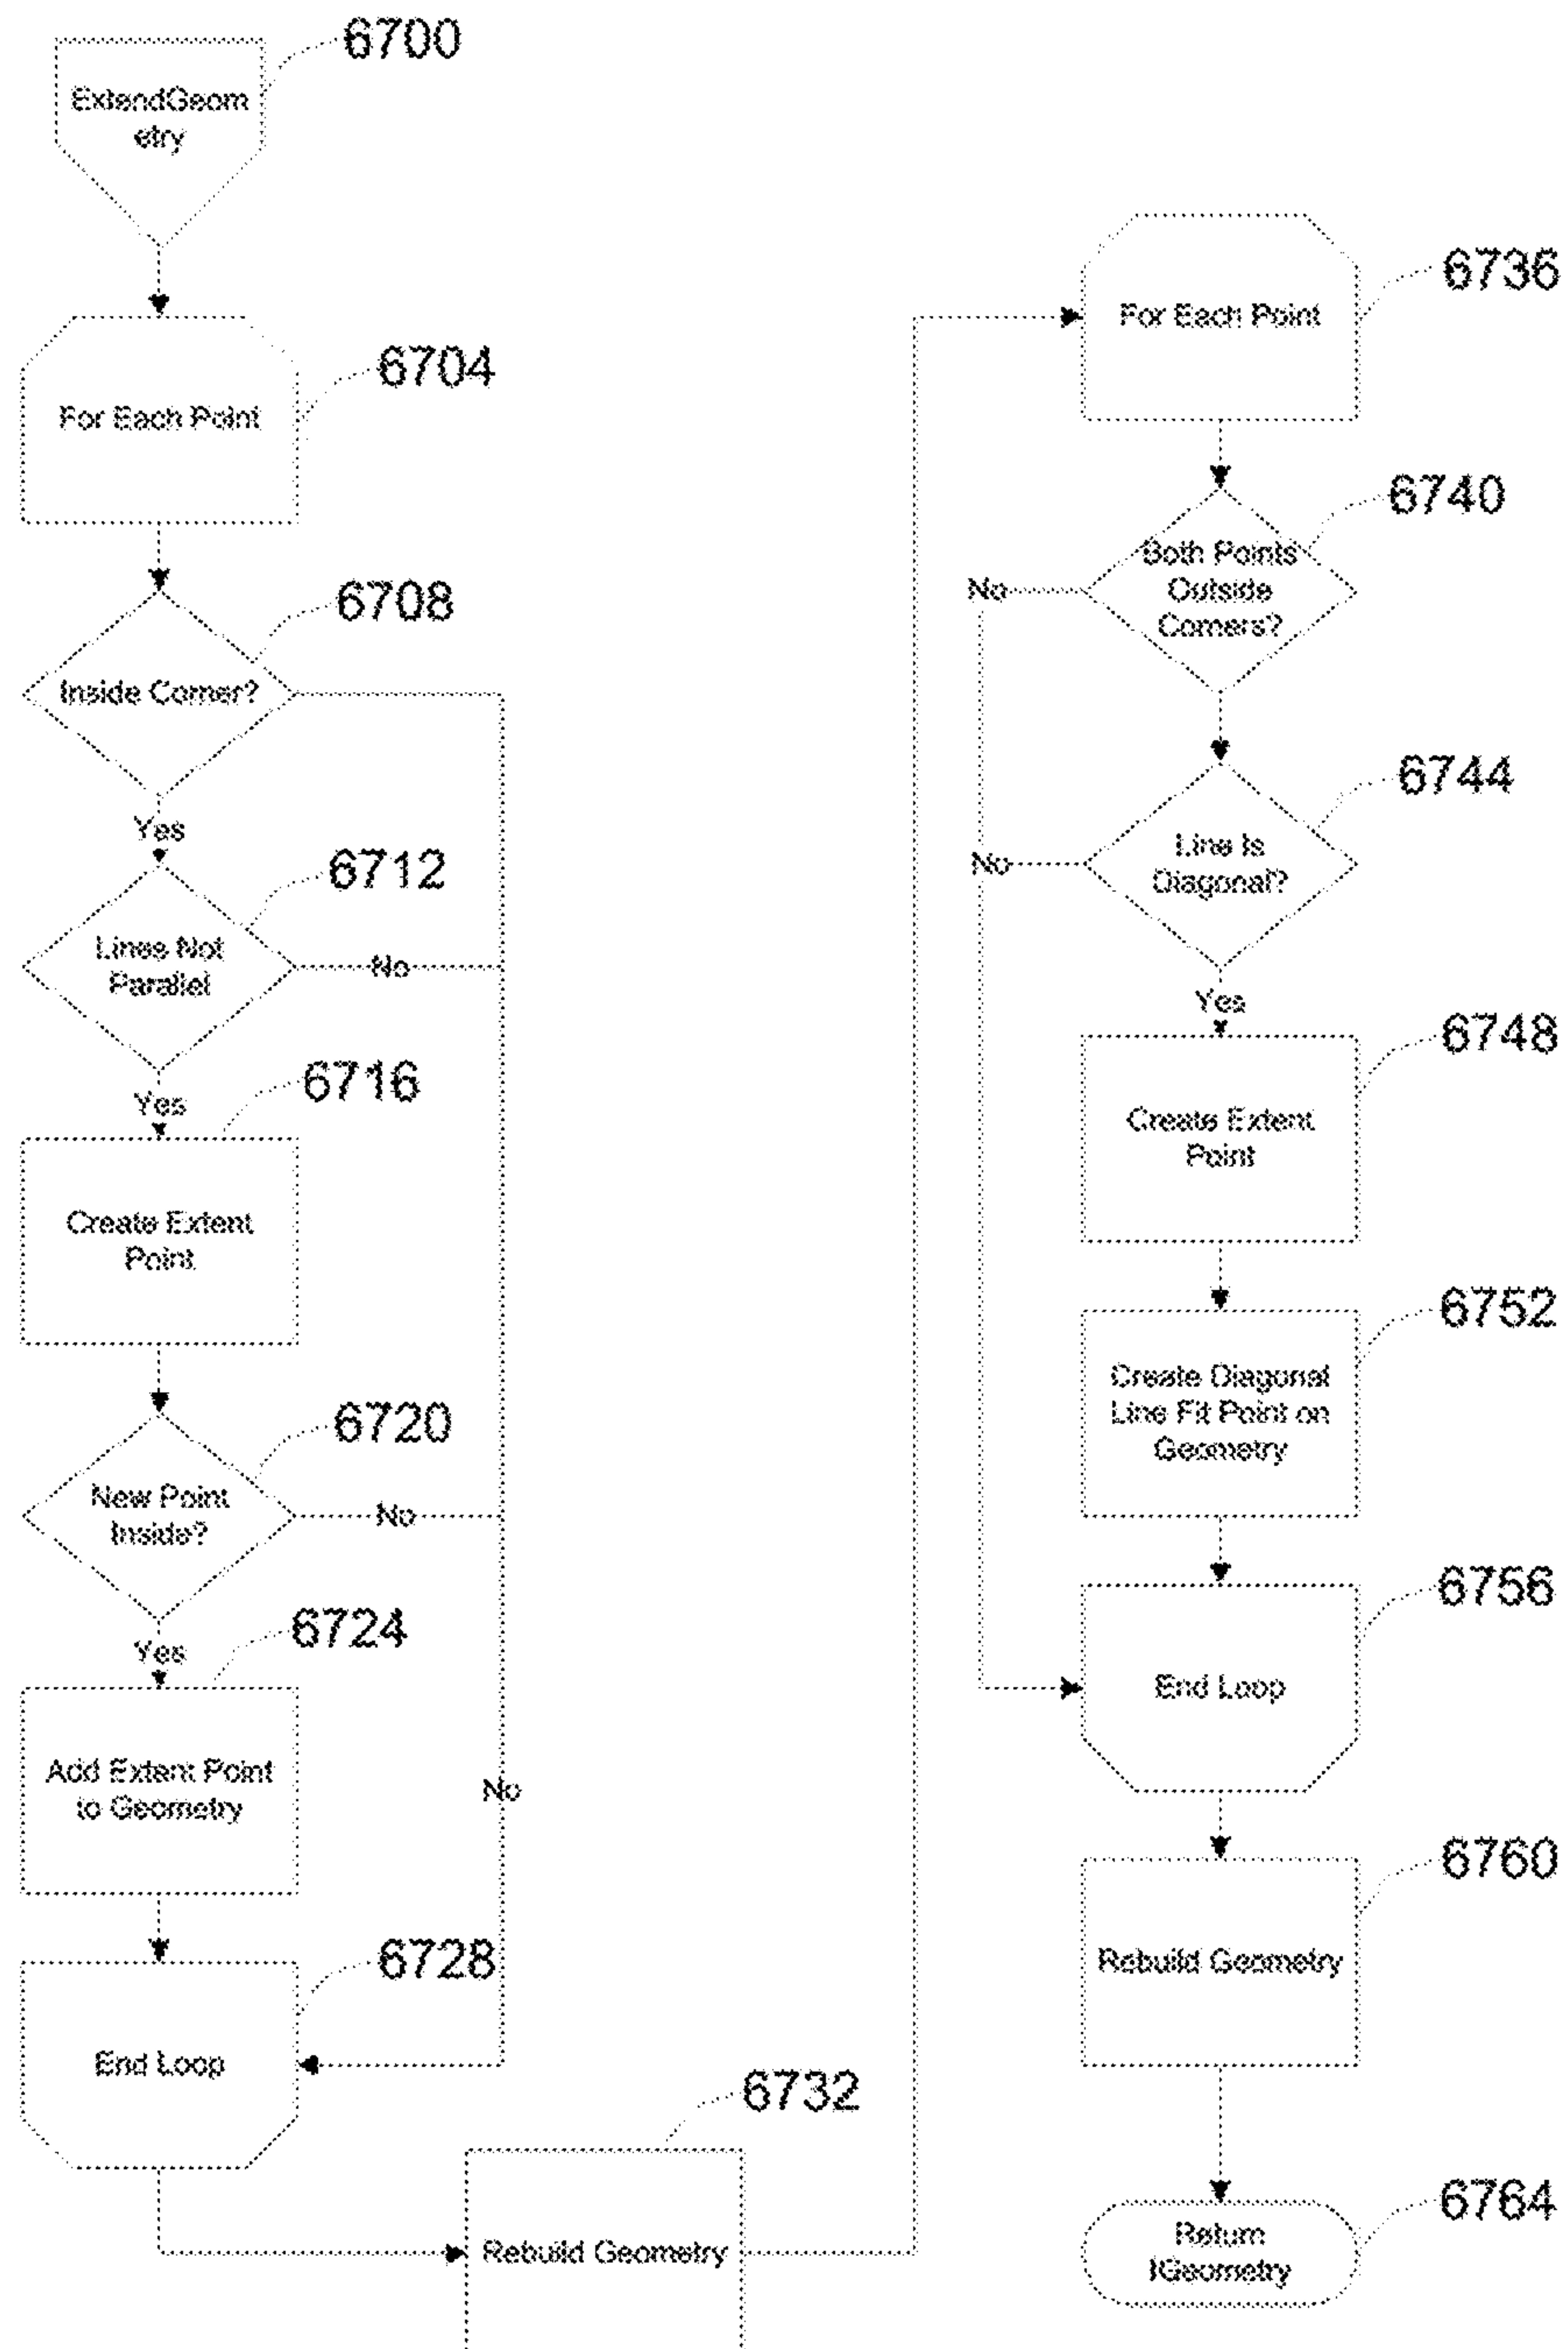 6700
ExtendGeom
etry
6704
For Each Point
6708
Inside Corner?
Yes
6712
Lines Not
Parallel
No
Yes
6716
Create Extent
Point
6720
New Point
Inside?
No
Yes
6724
Add Extent Point
to Geometry
No
6728
End Loop
6732
Rebuild Geometry
6736
For Each Point
6740
Both Points
Outside
Corners?
No
6744
Line Is
Diagonal?
No
Yes
6748
Create Extent
Point
6752
Create Diagonal
Line Fit Point on
Geometry
6756
End Loop
6760
Rebuild Geometry
6764
Return
IGeometry